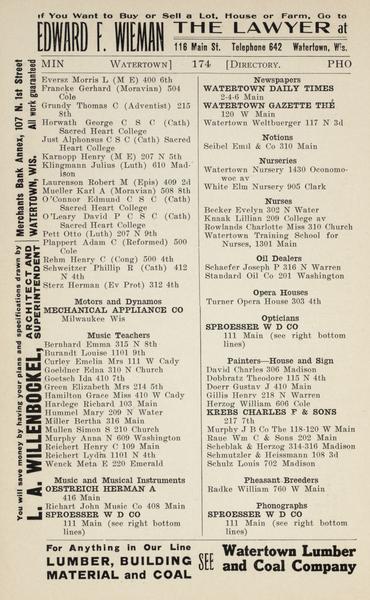 If You Want to Buy or Sell a Lot, House or Farm, Go to
EDWARD F. WIEMAN THE LAWYER at
116 Main St. Telephone 642 Watertown, Wis.
MIN WATERTOWN] 174 [DIRECTORY. PHO
Eversz Morris L (M E) 400 6th
Francke Gerhard (Moravian) 504
Cole
Grundy Thomas C (Adventist) 215
8th
Horwath George C S C (Cath)
Sacred Heart College
Just Alphonsus C S C (Cath) Sacred
Heart College
Karnopp Henry (M E) 207 N 5th
Klingmann Julius (Luth) 610 Madison
Laurenson Robert M (Epis) 409 2d
Mueller Karl A (Moravian) 508 8th
O'Connor Edmund C S (Cath)
Sacred Heart College
O'Leary David P C S C (Cath)
Sacred Heart College
Pett Otto (Luth) 207 N 9th
Plappert Adam C (Reformed) 500
Cole
Rehm Henry C (Cong) 500 4th
Schweitzer Phillip R (Cath) 412
N 4th
Sterz Herman (Ev Prot) 312 4th
Motors and Dynamos
MECHANICAL APPLIANCE CO
Milwaukee Wis
Music Teachers
Bernhard Emma 315 N 8th
Burandt Louise 1101 9th
Curley Emelia Mrs 111 W Cady
Goeldner Edna 310 N Church
Goetsch Ida 410 7th
Green Elizabeth Mrs 214 5th
Hamilton Grace Miss 410 W Cady
Hardege Richard 103 Main
Hummel Mary 209 N Water
Miller Bertha 316 Main
Mullen Simon S 210 Church
Murphy Anna N 609 Washington
Reichert Henry C 109 Main
Reichert Lydia 1101 N 4th
Wenck Meta E 220 Emerald
Music and Musical Instruments
OESTREICH HERMAN A
416 Main
Richart John Music Co 408 Main
SPROESSER W D CO
111 Main (see right bottom
lines)
Newspapers
WATERTOWN DAILY TIMES
2-4-6 Main
WATERTOWN GAZETTE THE
120 W Main
Watertown Weltbuerger 117 N 3d
Notions
Seibel Emil & Co 310 Main
Nurseries
Watertown Nursery 1430 Oconomowoc
av
White Elm Nursery 905 Clark
Nurses
Becker Evelyn 302 N Water
Knaak Lillian 209 College av
Rowlands Charlotte Miss 310 Church
Watertown Training School for
Nurses, 1301 Main
Oil Dealers
Schaefer Joseph P 316 N Warren
Standard Oil Co 201 Washington
Opera Houses
Turner Opera House 303 4th
Opticians
SPROESSER W D CO
111 Main (see right bottom
lines)
Painters—House and Sign
David Charles 306 Madison
Dobbratz Theodore 115 N 4th
Doerr Gustav J 410 Main
Gillis Henry 218 N Warren
Herzog William 606 Cole
KREBS CHARLES F & SONS
217 7th
Murphy J B Co The 118-120 W Main
Raue Wm C & Co 202 Main
Scheblak & Herzog 314-316 Madison
Schmutzler & Heissmann 108 3d
Schulz Louis 702 Madison
Pheasant Breeders
Radke William 760 W Main
Phonographs
SPROESSER W D CO
111 Main (see right bottom
lines)
You will save money by having your plans and specifications drawn by
L. A. WILLENBOCKEL, ARCHITECT AND
SUPERINTENDENT
Merchants Bank Annex, 107 N. 1st Street
WATERTOWN, WIS. All work guaranteed
For Anything in Our Line
LUMBER, BUILDING
MATERIAL and COAL
SEE
Watertown Lumber
and Coal Company